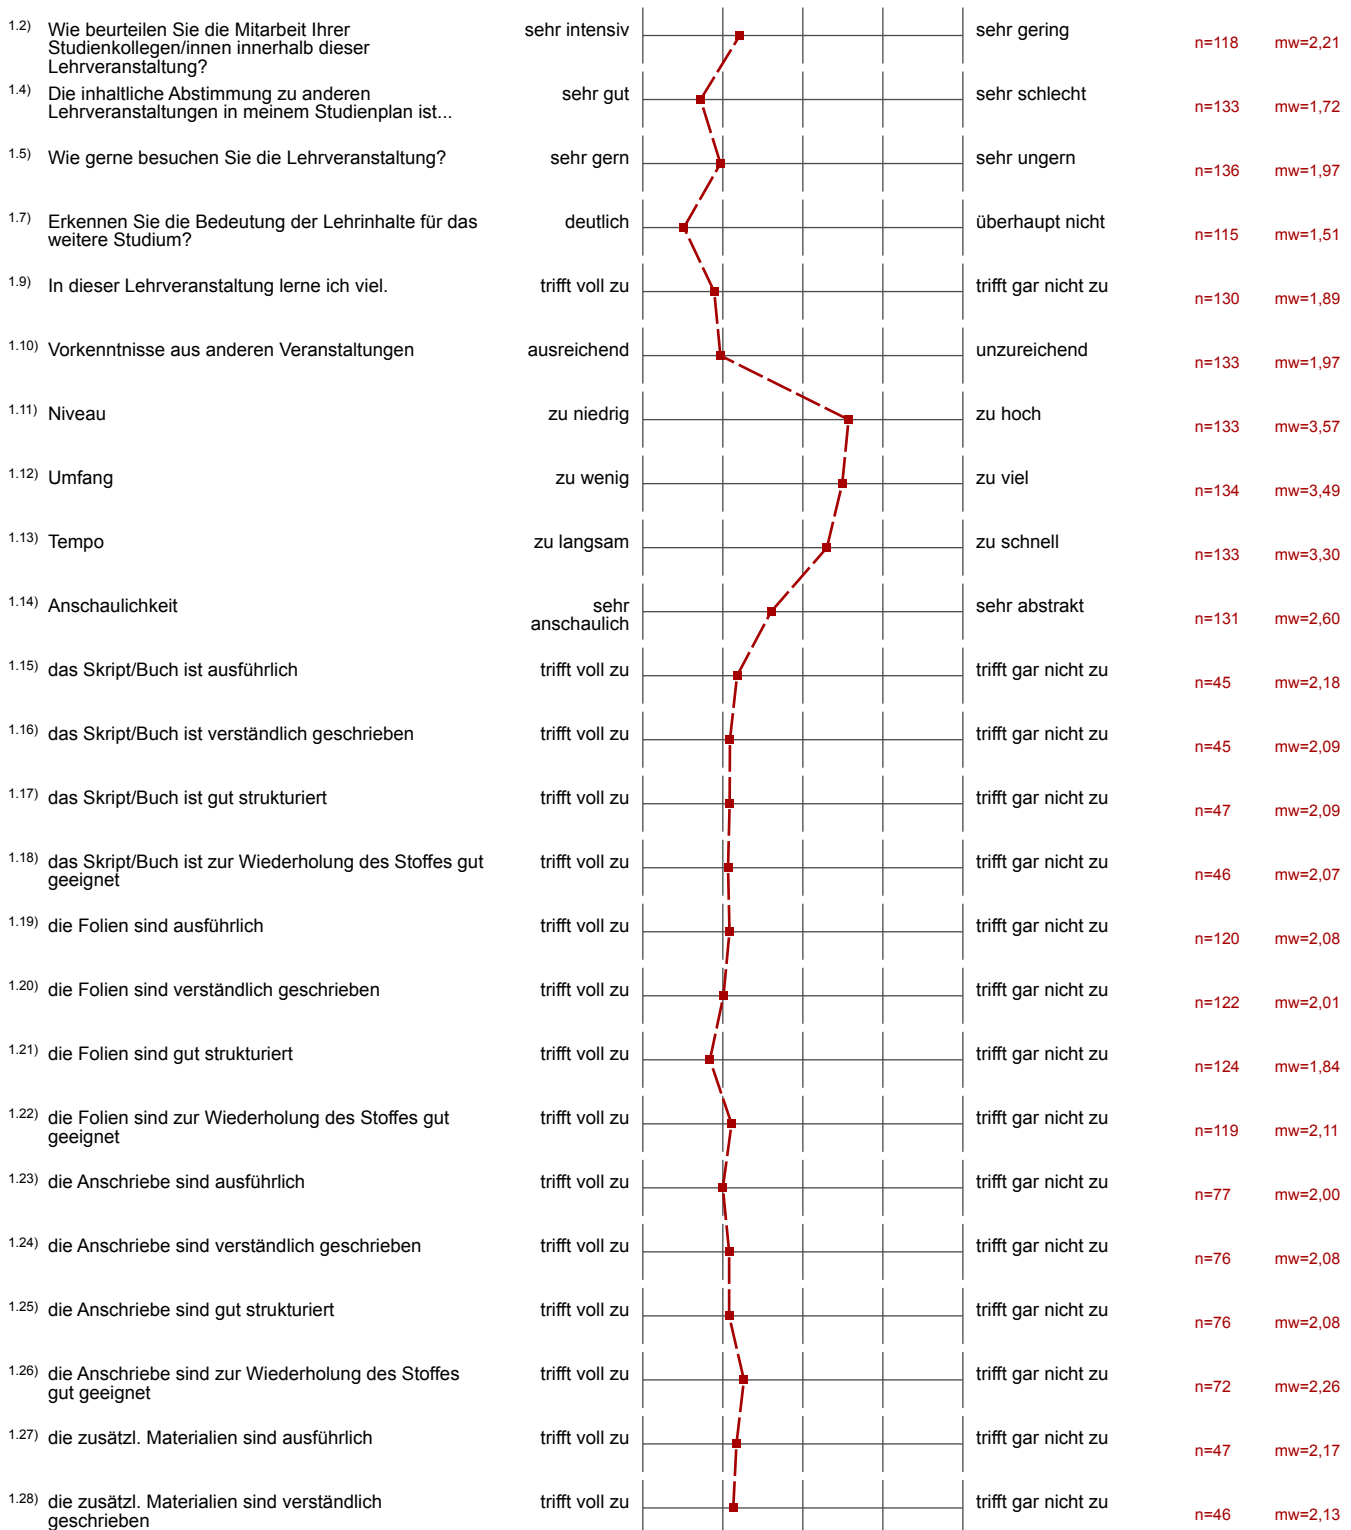 1.2) Wie beurteilen Sie die Mitarbeit Ihrer sehr intensiv sehr gering n=118 mw=2,21
Studienkollegen/innen innerhalb dieser
Lehrveranstaltung?
1.4) Die inhaltliche Abstimmung zu anderen sehr gut sehr schlecht n=133 mw=1,72
Lehrveranstaltungen in meinem Studienplan ist...
1.5) Wie gerne besuchen Sie die Lehrveranstaltung? sehr gern sehr ungern n=136 mw=1,97
1.7) Erkennen Sie die Bedeutung der Lehrinhalte für das deutlich überhaupt nicht n=115 mw=1,51
weitere Studium?
1.9) In dieser Lehrveranstaltung lerne ich viel. trifft voll zu trifft gar nicht zu n=130 mw=1,89
1.10) Vorkenntnisse aus anderen Veranstaltungen ausreichend unzureichend n=133 mw=1,97
1.11) Niveau zu niedrig zu hoch n=133 mw=3,57
1.12) Umfang zu wenig zu viel n=134 mw=3,49
1.13) Tempo zu langsam zu schnell n=133 mw=3,30
1.14) Anschaulichkeit sehr sehr abstrakt n=131 mw=2,60
anschaulich
1.15) das Skript/Buch ist ausführlich trifft voll zu trifft gar nicht zu n=45 mw=2,18
1.16) das Skript/Buch ist verständlich geschrieben trifft voll zu trifft gar nicht zu n=45 mw=2,09
1.17) das Skript/Buch ist gut strukturiert trifft voll zu trifft gar nicht zu n=47 mw=2,09
1.18) das Skript/Buch ist zur Wiederholung des Stoffes gut trifft voll zu trifft gar nicht zu n=46 mw=2,07
geeignet
1.19) die Folien sind ausführlich trifft voll zu trifft gar nicht zu n=120 mw=2,08
1.20) die Folien sind verständlich geschrieben trifft voll zu trifft gar nicht zu n=122 mw=2,01
1.21) die Folien sind gut strukturiert trifft voll zu trifft gar nicht zu n=124 mw=1,84
1.22) die Folien sind zur Wiederholung des Stoffes gut trifft voll zu trifft gar nicht zu n=119 mw=2,11
geeignet
1.23) die Anschriebe sind ausführlich trifft voll zu trifft gar nicht zu n=77 mw=2,00
1.24) die Anschriebe sind verständlich geschrieben trifft voll zu trifft gar nicht zu n=76 mw=2,08
1.25) die Anschriebe sind gut strukturiert trifft voll zu trifft gar nicht zu n=76 mw=2,08
1.26) die Anschriebe sind zur Wiederholung des Stoffes trifft voll zu trifft gar nicht zu n=72 mw=2,26
gut geeignet
1.27) die zusätzl. Materialien sind ausführlich trifft voll zu trifft gar nicht zu n=47 mw=2,17
1.28) die zusätzl. Materialien sind verständlich trifft voll zu trifft gar nicht zu n=46 mw=2,13
geschrieben